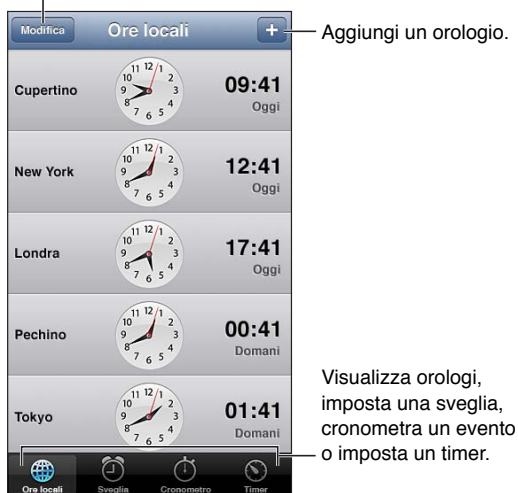 Modifica Ore locali +
Aggiungi un orologio.
Cupertino 09:41
Oggi
New York 12:41
Oggi
Londra 17:41
Oggi
Pechino 00:41
Domani
Tokyo 01:41
Domani
Visualizza orologi,
imposta una sveglia,
cronometra un evento
o imposta un timer.
Ore locali Sveglia Cronometro Timer